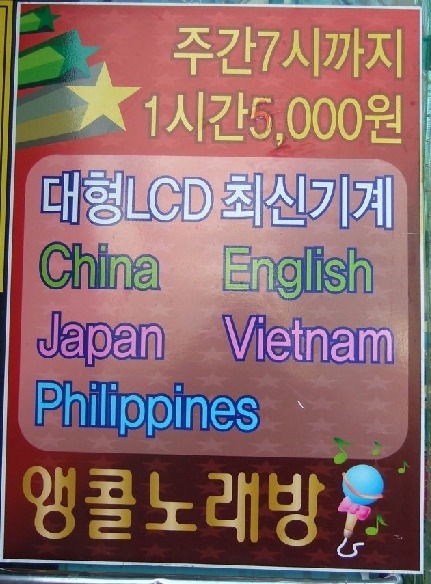 주간7시까지
1시간5,000원
대형LCD 최신기계
China English
Japan Vietnam
Philippines
앵콜노래방